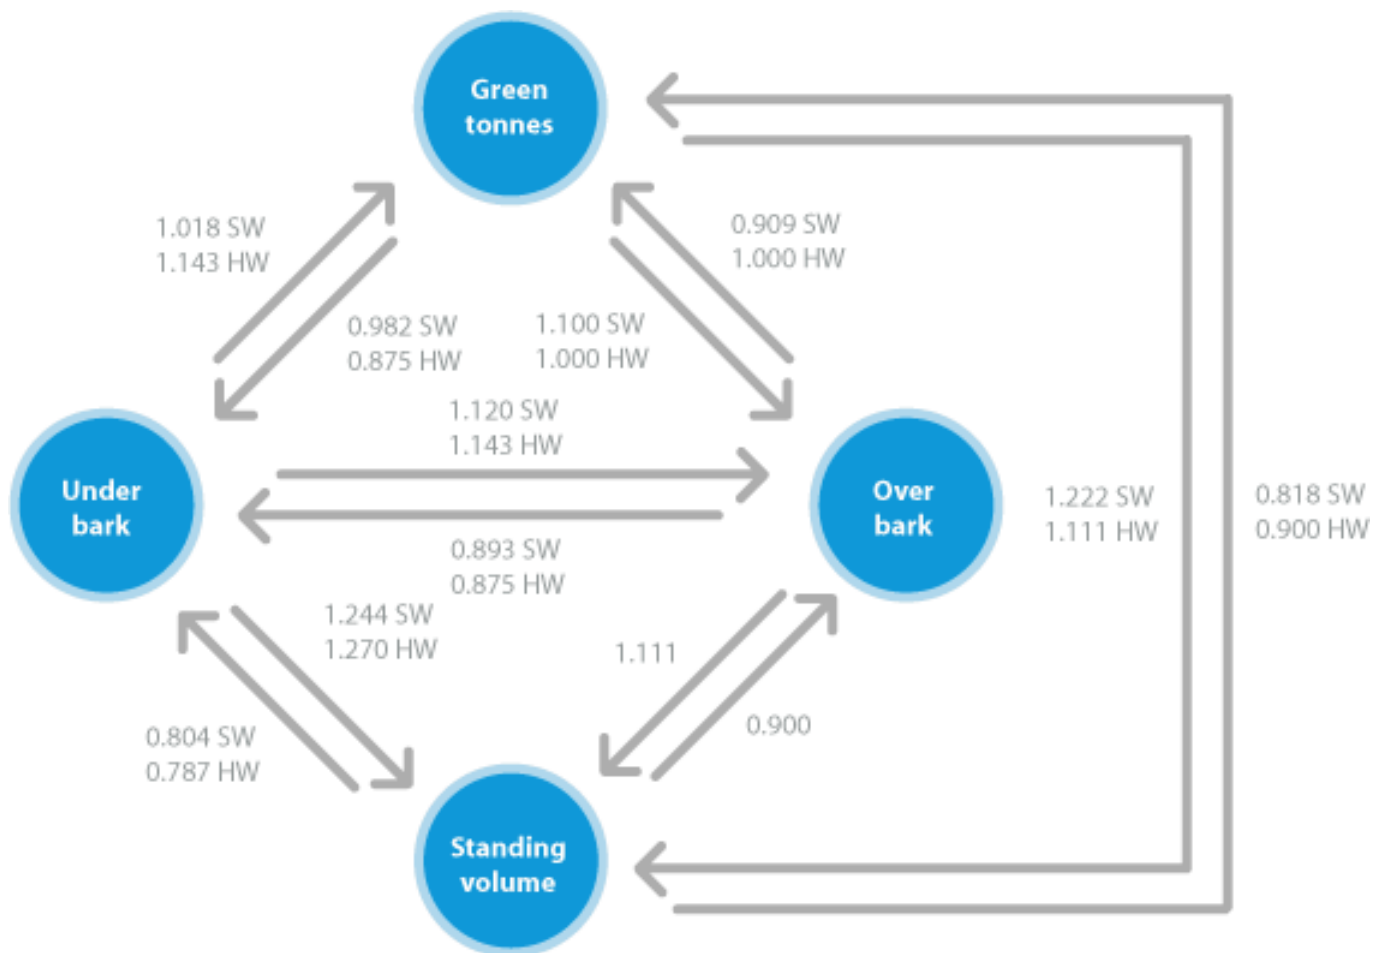 Green
tonnes
1.018 SW
1.143 HW
0.909 SW
1.000 HW
0.982 SW
0.875 HW
1.100 SW
1.000 HW
1.120 SW
1.143 HW
Under
bark
Over
bark
1.222 SW
1.111 HW
0.818 SW
0.900 HW
0.893 SW
0.875 HW
1.244 SW
1.270 HW
1.111
0.900
0.804 SW
0.787 HW
Standing
volume